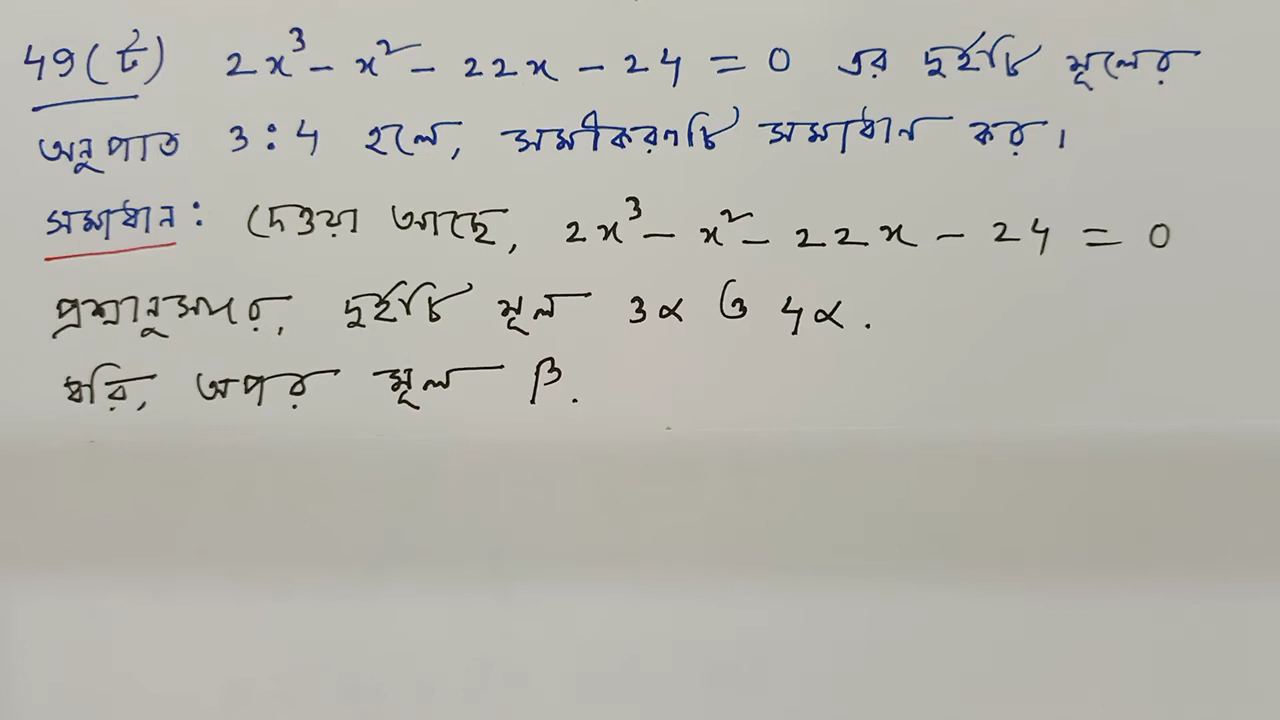 49(ট) 2x³ - x² - 22x - 24 = 0 এর দুইটি মূলের
অনুপাত 3:4 হলে, সমীকরণটি সমাধান কর।
সমাধান: দেওয়া আছে, 2x³ - x² - 22x - 24 = 0
প্রশ্নানুসারে, দুইটি মূল 3α ও 4α.
ধরি, অপর মূল β.